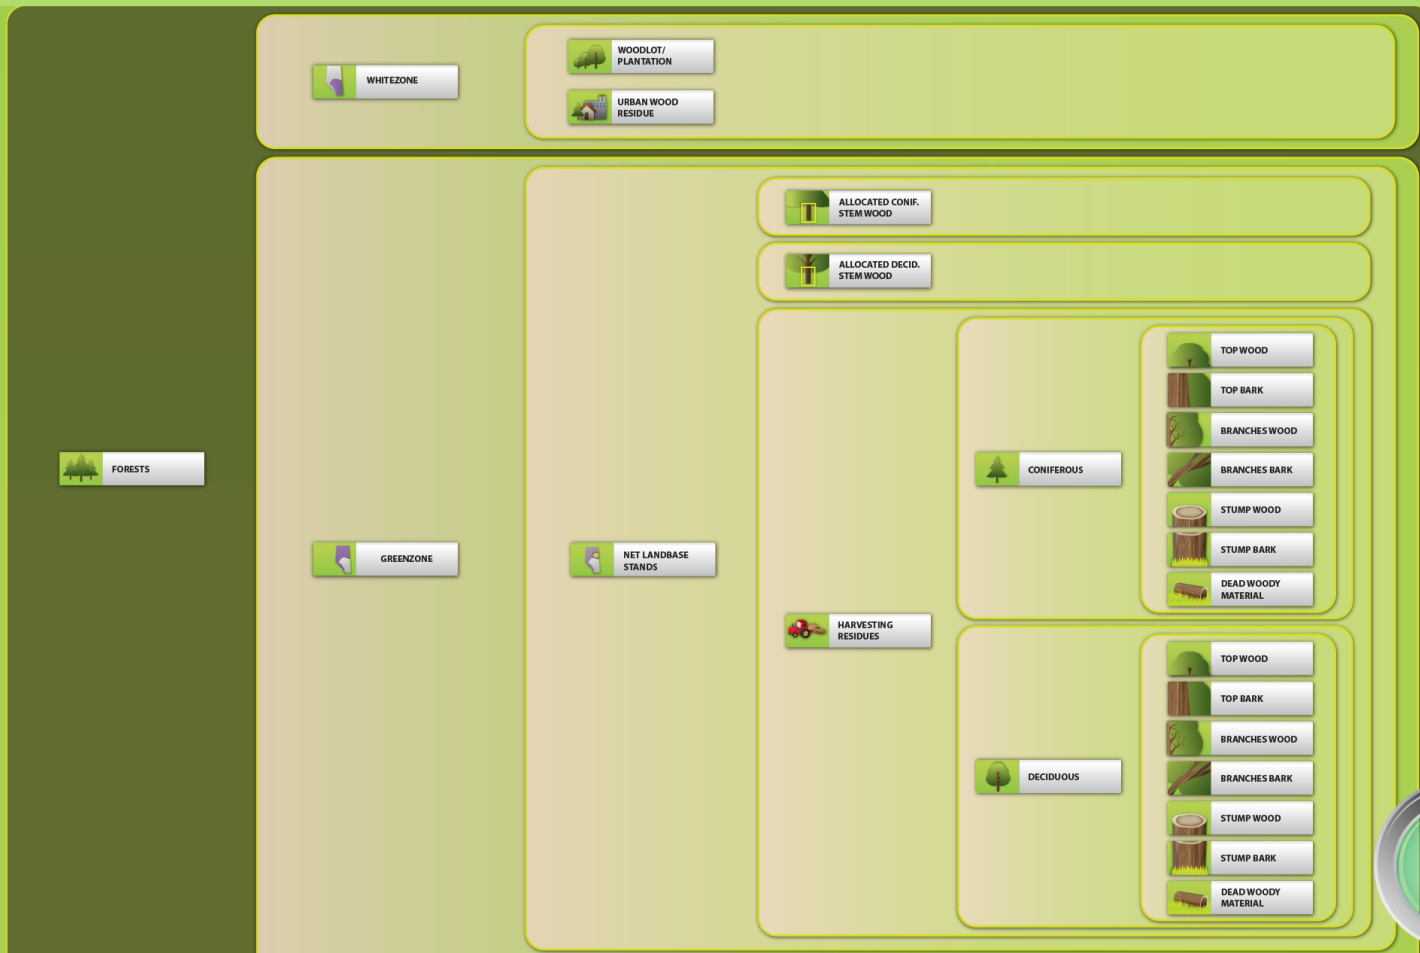 WOODLOT/
PLANTATION
WHITEZONE
URBAN WOOD
RESIDUE
ALLOCATED CONIF.
STEM WOOD
ALLOCATED DECID.
STEM WOOD
FORESTS
GREENZONE
NET LANDBASE
STANDS
HARVESTING
RESIDUES
CONIFEROUS
TOP WOOD
TOP BARK
BRANCHES WOOD
BRANCHES BARK
STUMP WOOD
STUMP BARK
DEAD WOODY
MATERIAL
DECIDUOUS
TOP WOOD
TOP BARK
BRANCHES WOOD
BRANCHES BARK
STUMP WOOD
STUMP BARK
DEAD WOODY
MATERIAL